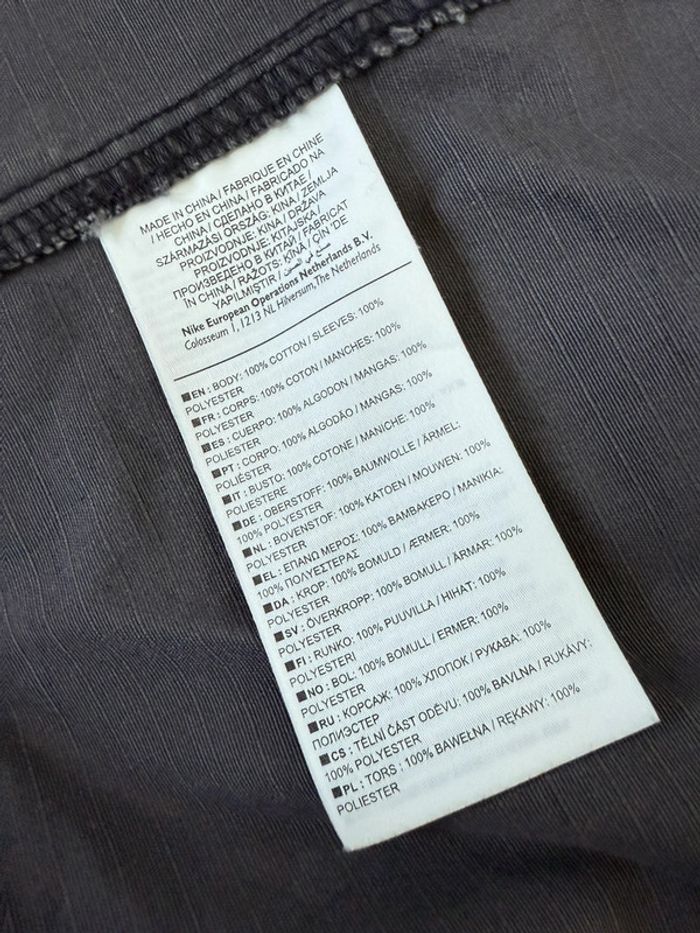 MADE IN CHINA / FABRIQUE EN CHINE
/ HECHO EN CHINA / FABRICADO NA
CHINA / СДЕЛАНО В КИТАЕ /
SZÁRMAZÁSI ORSZÁG: KÍNA / ZEMLJA
PROIZVODNJE: KINA / DRŽAVA
PROIZVODNJE: KITAJSKA /
ПРОИЗВЕДЕНО В КИТАЙ / FABRICAT
ÎN CHINA / RAŽOTS: ĶĪNĀ / ÇİN'DE
YAPILMIŞTIR / صنع في الصين
Nike European Operations Netherlands B.V.
Colosseum 1, 1213 NL Hilversum, The Netherlands
■EN : BODY: 100% COTTON / SLEEVES: 100%
POLYESTER
■FR : CORPS: 100% COTON / MANCHES: 100%
POLYESTER
■ES : CUERPO: 100% ALGODON / MANGAS: 100%
POLIESTER
■PT : CORPO: 100% ALGODÃO / MANGAS: 100%
POLIÉSTER
■IT : BUSTO: 100% COTONE / MANICHE: 100%
POLIESTERE
■DE : OBERSTOFF: 100% BAUMWOLLE / ÄRMEL:
100% POLYESTER
■NL : BOVENSTOF: 100% KATOEN / MOUWEN: 100%
POLYESTER
■EL : ΕΠΑΝΩ ΜΕΡΟΣ: 100% ΒΑΜΒΑΚΕΡΟ / ΜΑΝΙΚΙΑ:
100% ΠΟΛΥΕΣΤΕΡΑΣ
■DA : KROP: 100% BOMULD / ÆRMER: 100%
POLYESTER
■SV : ÖVERKROPP: 100% BOMULL / ÄRMAR: 100%
POLYESTER
■FI : RUNKO: 100% PUUVILLA / HIHAT: 100%
POLYESTERI
■NO : BOL: 100% BOMULL / ERMER: 100%
POLYESTER
■RU : КОРСАЖ: 100% ХЛОПОК / РУКАВА: 100%
ПОЛИЭСТЕР
■CS : TĚLNÍ ČÁST ODĚVU: 100% BAVLNA / RUKÁVY:
100% POLYESTER
■PL : TORS : 100% BAWEŁNA / RĘKAWY: 100%
POLIESTER